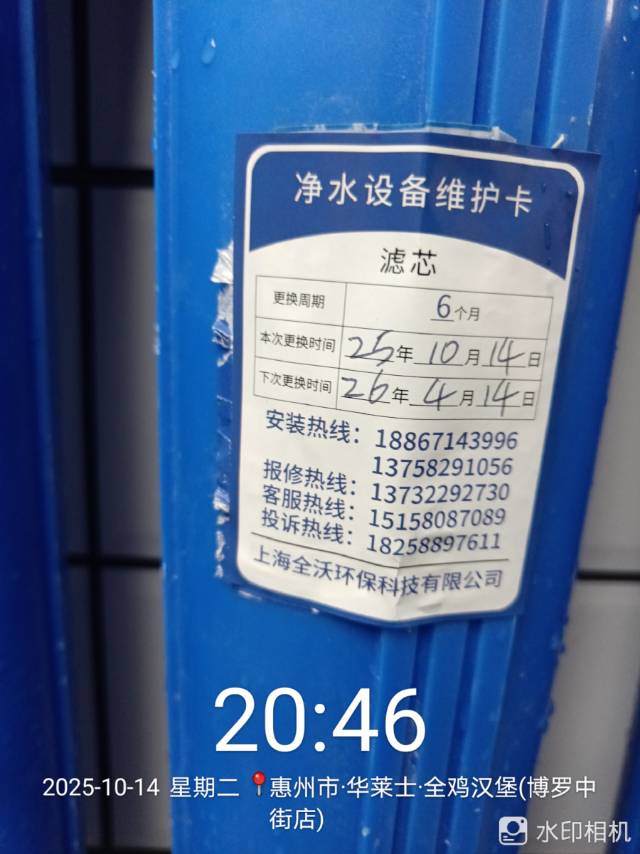 净水设备维护卡
滤芯
更换周期 6个月
本次更换时间 25年10月14日
下次更换时间 26年4月14日
安装热线：18867143996
13758291056
报修热线：13732292730
客服热线：15158087089
投诉热线：18258897611
上海全沃环保科技有限公司
20:46
2025-10-14 星期二 📍惠州市·华莱士·全鸡汉堡(博罗中
街店)
水印相机